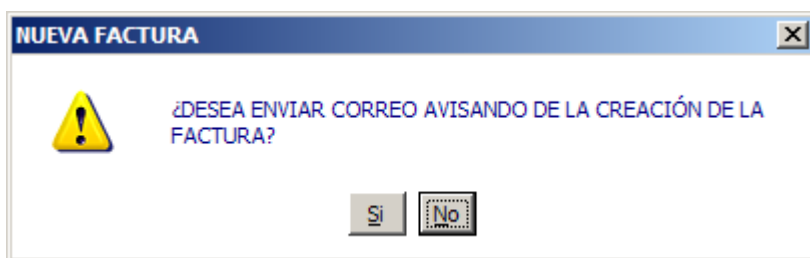 NUEVA FACTURA
¿DESEA ENVIAR CORREO AVISANDO DE LA CREACIÓN DE LA
FACTURA?
Si No